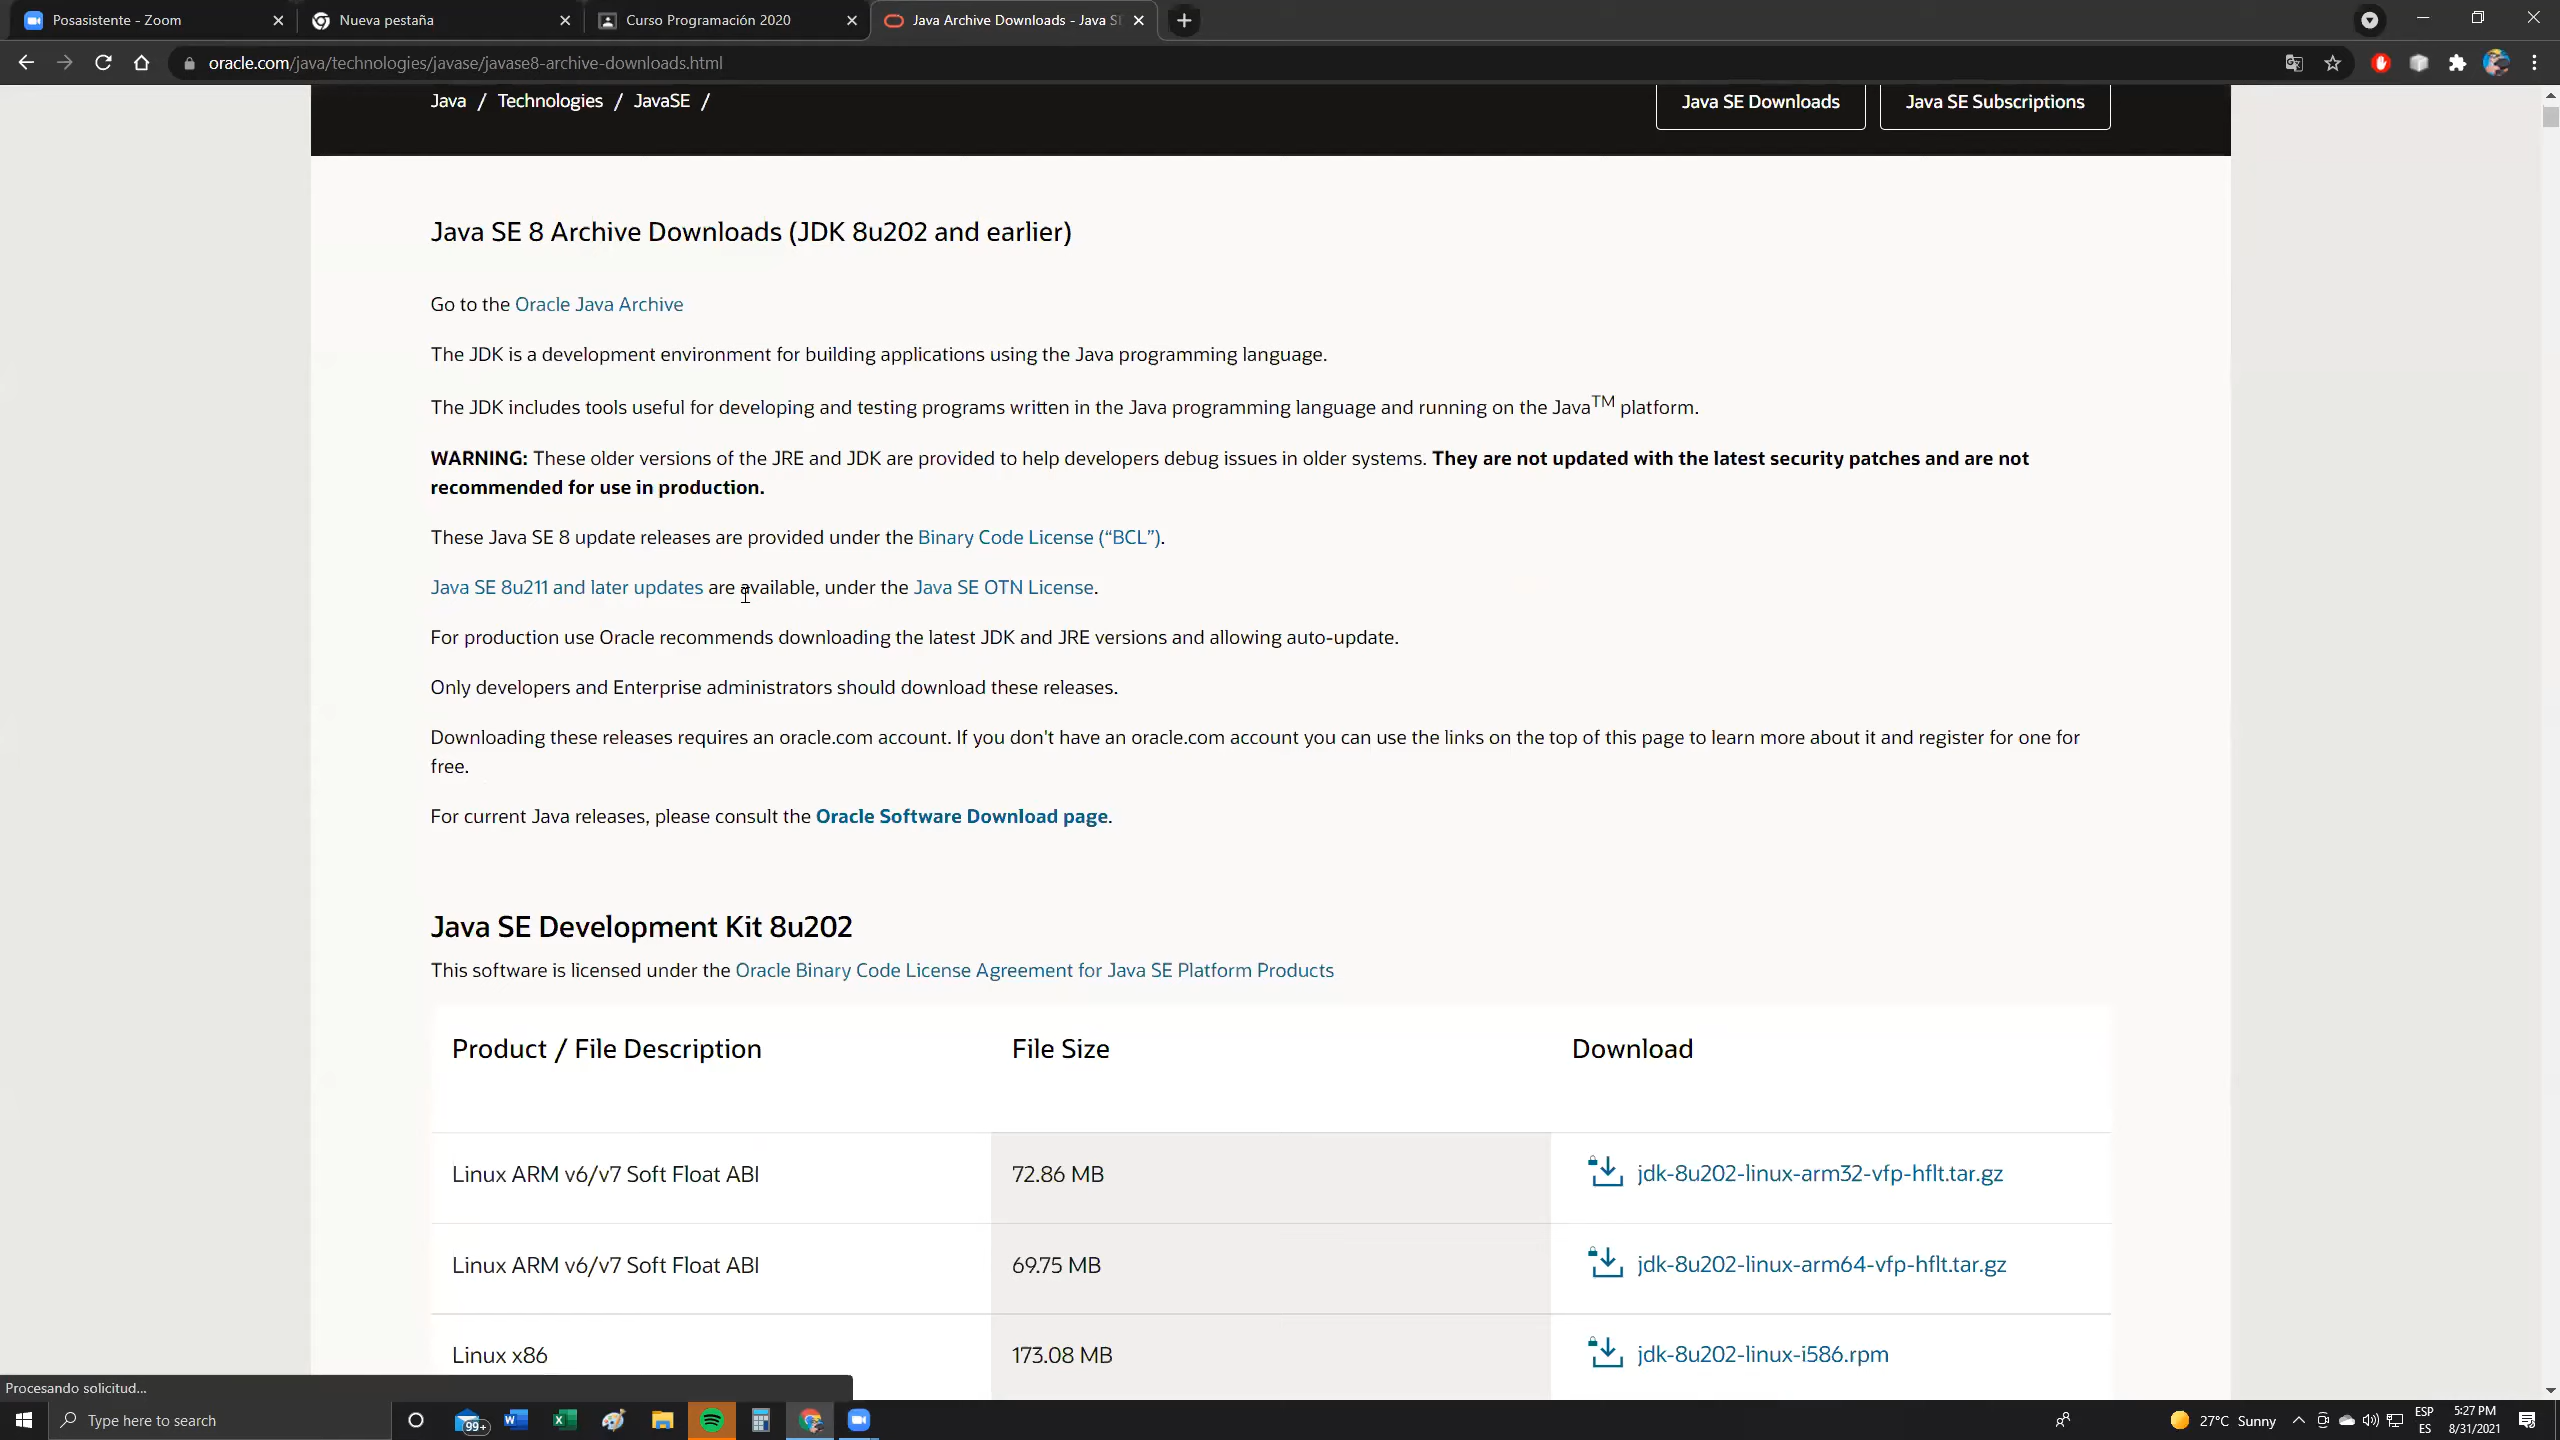 Posasistente - Zoom
Nueva pestaña
Curso Programación 2020
Java Archive Downloads - Java S
oracle.com/java/technologies/javase/javase8-archive-downloads.html
Java / Technologies / JavaSE /
Java SE Downloads
Java SE Subscriptions
Java SE 8 Archive Downloads (JDK 8u202 and earlier)
Go to the Oracle Java Archive
The JDK is a development environment for building applications using the Java programming language.
The JDK includes tools useful for developing and testing programs written in the Java programming language and running on the Java™ platform.
WARNING: These older versions of the JRE and JDK are provided to help developers debug issues in older systems. They are not updated with the latest security patches and are not
recommended for use in production.
These Java SE 8 update releases are provided under the Binary Code License (“BCL”).
Java SE 8u211 and later updates are available, under the Java SE OTN License.
For production use Oracle recommends downloading the latest JDK and JRE versions and allowing auto-update.
Only developers and Enterprise administrators should download these releases.
Downloading these releases requires an oracle.com account. If you don't have an oracle.com account you can use the links on the top of this page to learn more about it and register for one for
free.
For current Java releases, please consult the Oracle Software Download page.
Java SE Development Kit 8u202
This software is licensed under the Oracle Binary Code License Agreement for Java SE Platform Products
Product / File Description File Size Download
Linux ARM v6/v7 Soft Float ABI 72.86 MB jdk-8u202-linux-arm32-vfp-hflt.tar.gz
Linux ARM v6/v7 Soft Float ABI 69.75 MB jdk-8u202-linux-arm64-vfp-hflt.tar.gz
Linux x86 173.08 MB jdk-8u202-linux-i586.rpm
Procesando solicitud...
Type here to search
99+
27°C Sunny
ESP
ES
5:27 PM
8/31/2021